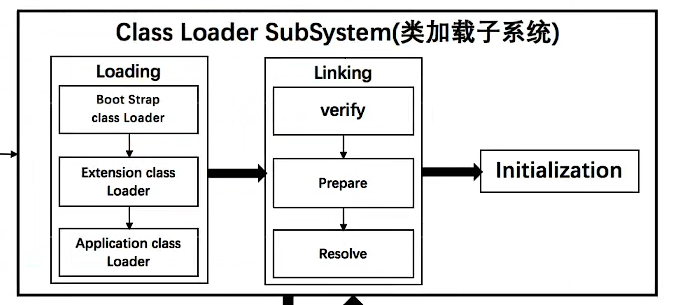 Class Loader SubSystem(类加载子系统)
Loading
Boot Strap
class Loader
Extension class
Loader
Application class
Loader
Linking
verify
Prepare
Resolve
Initialization